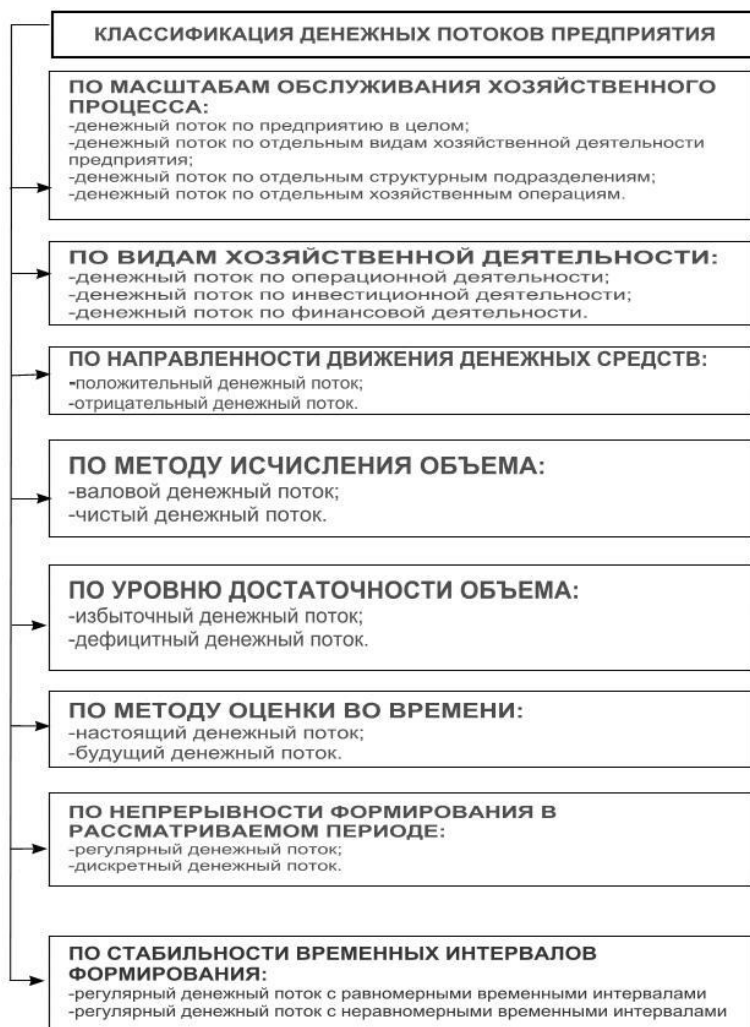 КЛАССИФИКАЦИЯ ДЕНЕЖНЫХ ПОТОКОВ ПРЕДПРИЯТИЯ
ПО МАСШТАБАМ ОБСЛУЖИВАНИЯ ХОЗЯЙСТВЕННОГО
ПРОЦЕССА:
-денежный поток по предприятию в целом;
-денежный поток по отдельным видам хозяйственной деятельности
предприятия;
-денежный поток по отдельным структурным подразделениям;
-денежный поток по отдельным хозяйственным операциям.
ПО ВИДАМ ХОЗЯЙСТВЕННОЙ ДЕЯТЕЛЬНОСТИ:
-денежный поток по операционной деятельности;
-денежный поток по инвестиционной деятельности;
-денежный поток по финансовой деятельности.
ПО НАПРАВЛЕННОСТИ ДВИЖЕНИЯ ДЕНЕЖНЫХ СРЕДСТВ:
-положительный денежный поток;
-отрицательный денежный поток.
ПО МЕТОДУ ИСЧИСЛЕНИЯ ОБЪЕМА:
-валовой денежный поток;
-чистый денежный поток.
ПО УРОВНЮ ДОСТАТОЧНОСТИ ОБЪЕМА:
-избыточный денежный поток;
-дефицитный денежный поток.
ПО МЕТОДУ ОЦЕНКИ ВО ВРЕМЕНИ:
-настоящий денежный поток;
-будущий денежный поток.
ПО НЕПРЕРЫВНОСТИ ФОРМИРОВАНИЯ В
РАССМАТРИВАЕМОМ ПЕРИОДЕ:
-регулярный денежный поток;
-дискретный денежный поток.
ПО СТАБИЛЬНОСТИ ВРЕМЕННЫХ ИНТЕРВАЛОВ
ФОРМИРОВАНИЯ:
-регулярный денежный поток с равномерными временными интервалами
-регулярный денежный поток с неравномерными временными интервалами